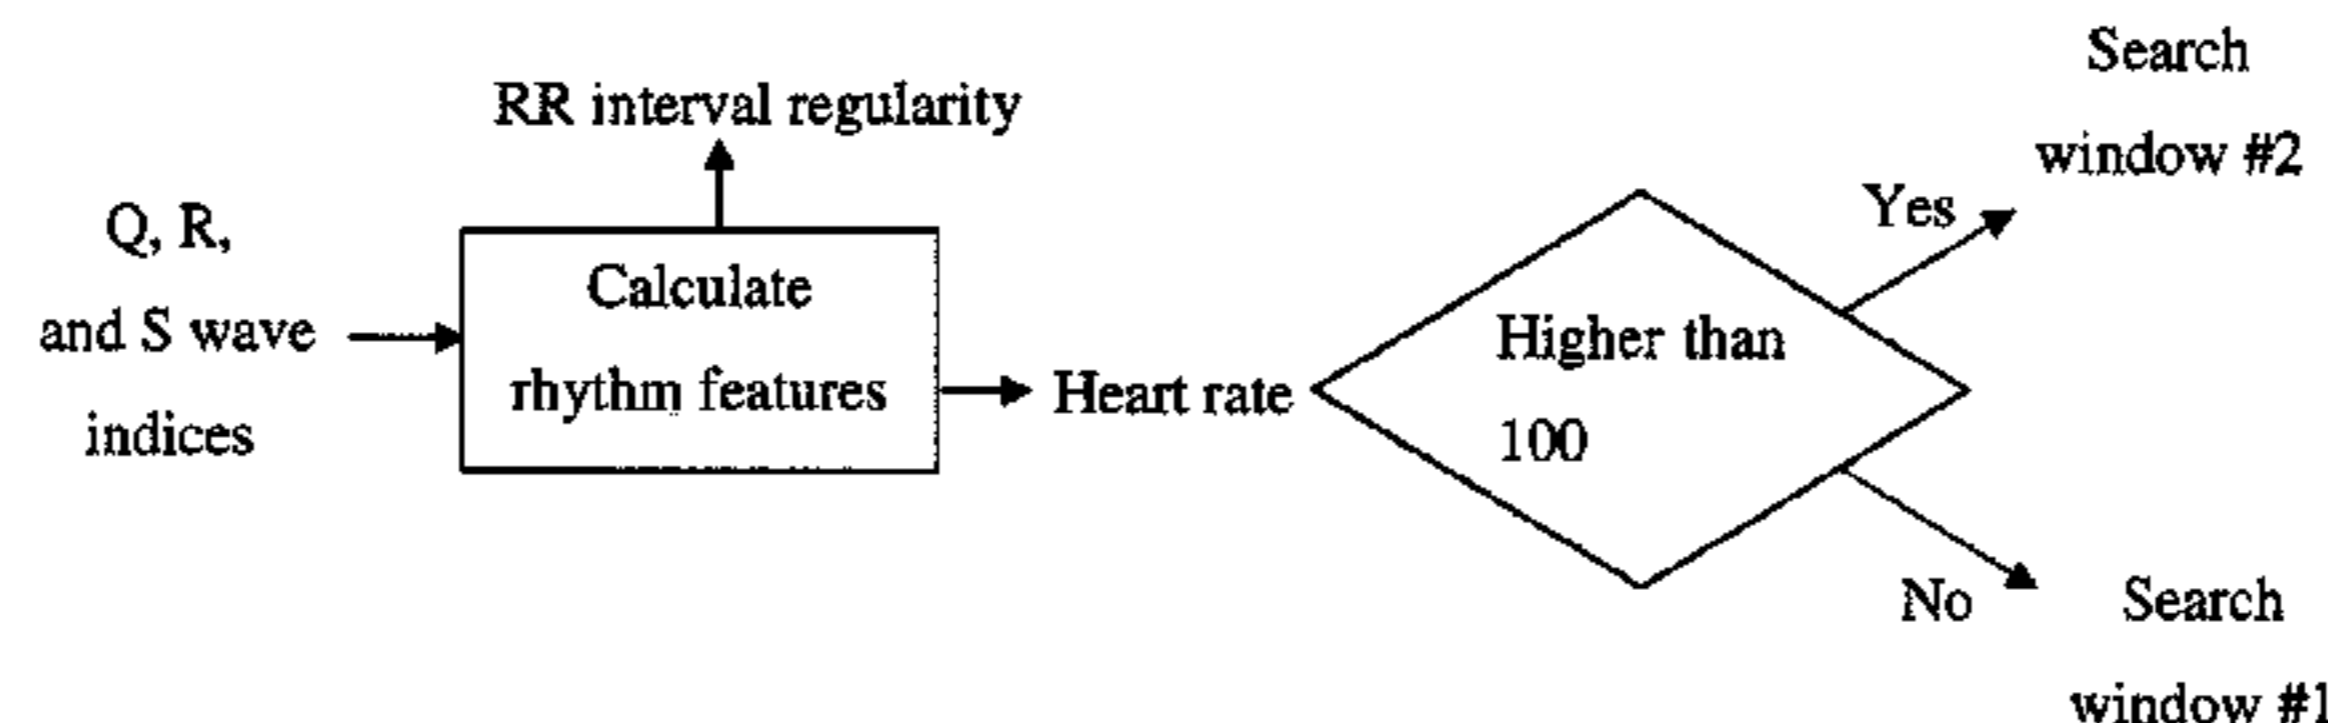 Q, R,
and S wave
indices
RR interval regularity
Calculate
rhythm features
Heart rate
Higher than
100
Yes
Search
window #2
No
Search
window #1